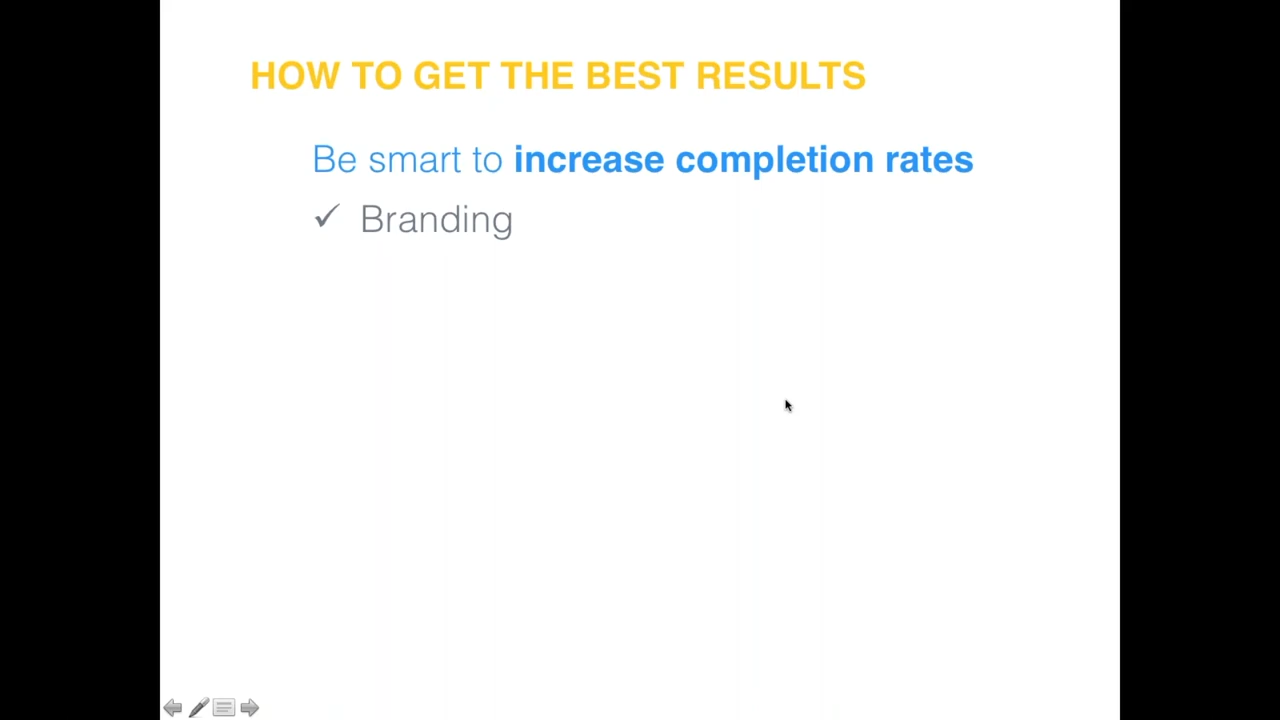 HOW TO GET THE BEST RESULTS
Be smart to increase completion rates
✓ Branding